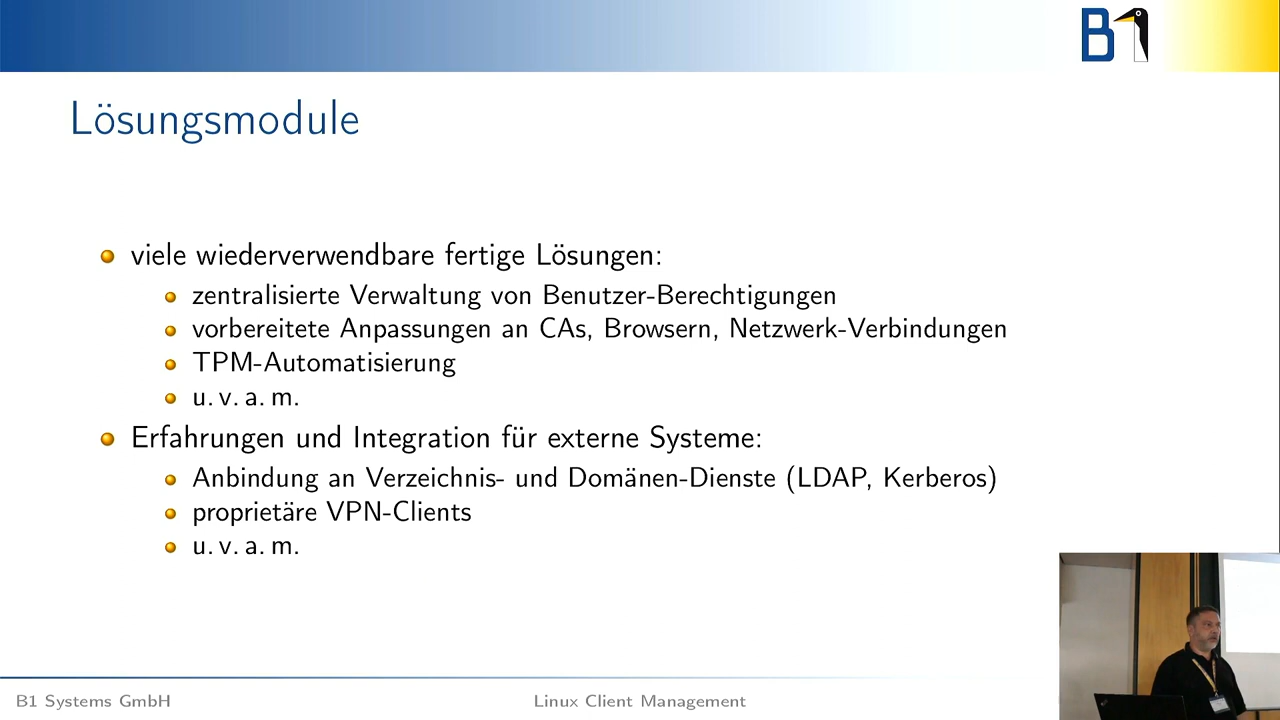 B1
Lösungsmodule
viele wiederverwendbare fertige Lösungen:
zentralisierte Verwaltung von Benutzer-Berechtigungen
vorbereitete Anpassungen an CAs, Browsern, Netzwerk-Verbindungen
TPM-Automatisierung
u. v. a. m.
Erfahrungen und Integration für externe Systeme:
Anbindung an Verzeichnis- und Domänen-Dienste (LDAP, Kerberos)
proprietäre VPN-Clients
u. v. a. m.
B1 Systems GmbH
Linux Client Management